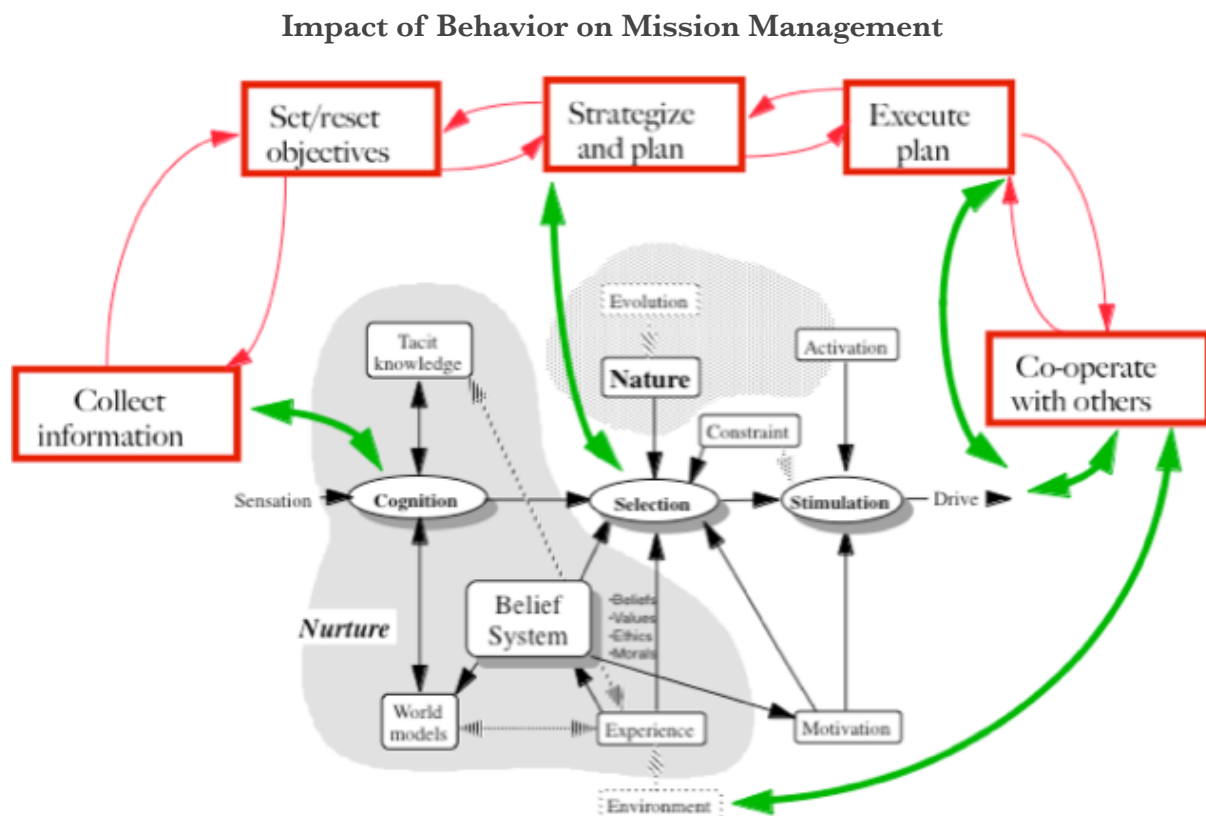 Impact of Behavior on Mission Management
Set/reset
objectives
Strategize
and plan
Execute
plan
Collect
information
Co-operate
with others
Evolution
Tacit
knowledge
Nature
Activation
Constraint
Sensation
Cognition
Selection
Stimulation
Drive
Belief
System
•Beliefs
•Values
•Ethics
•Morals
Nurture
World
models
Experience
Motivation
Environment